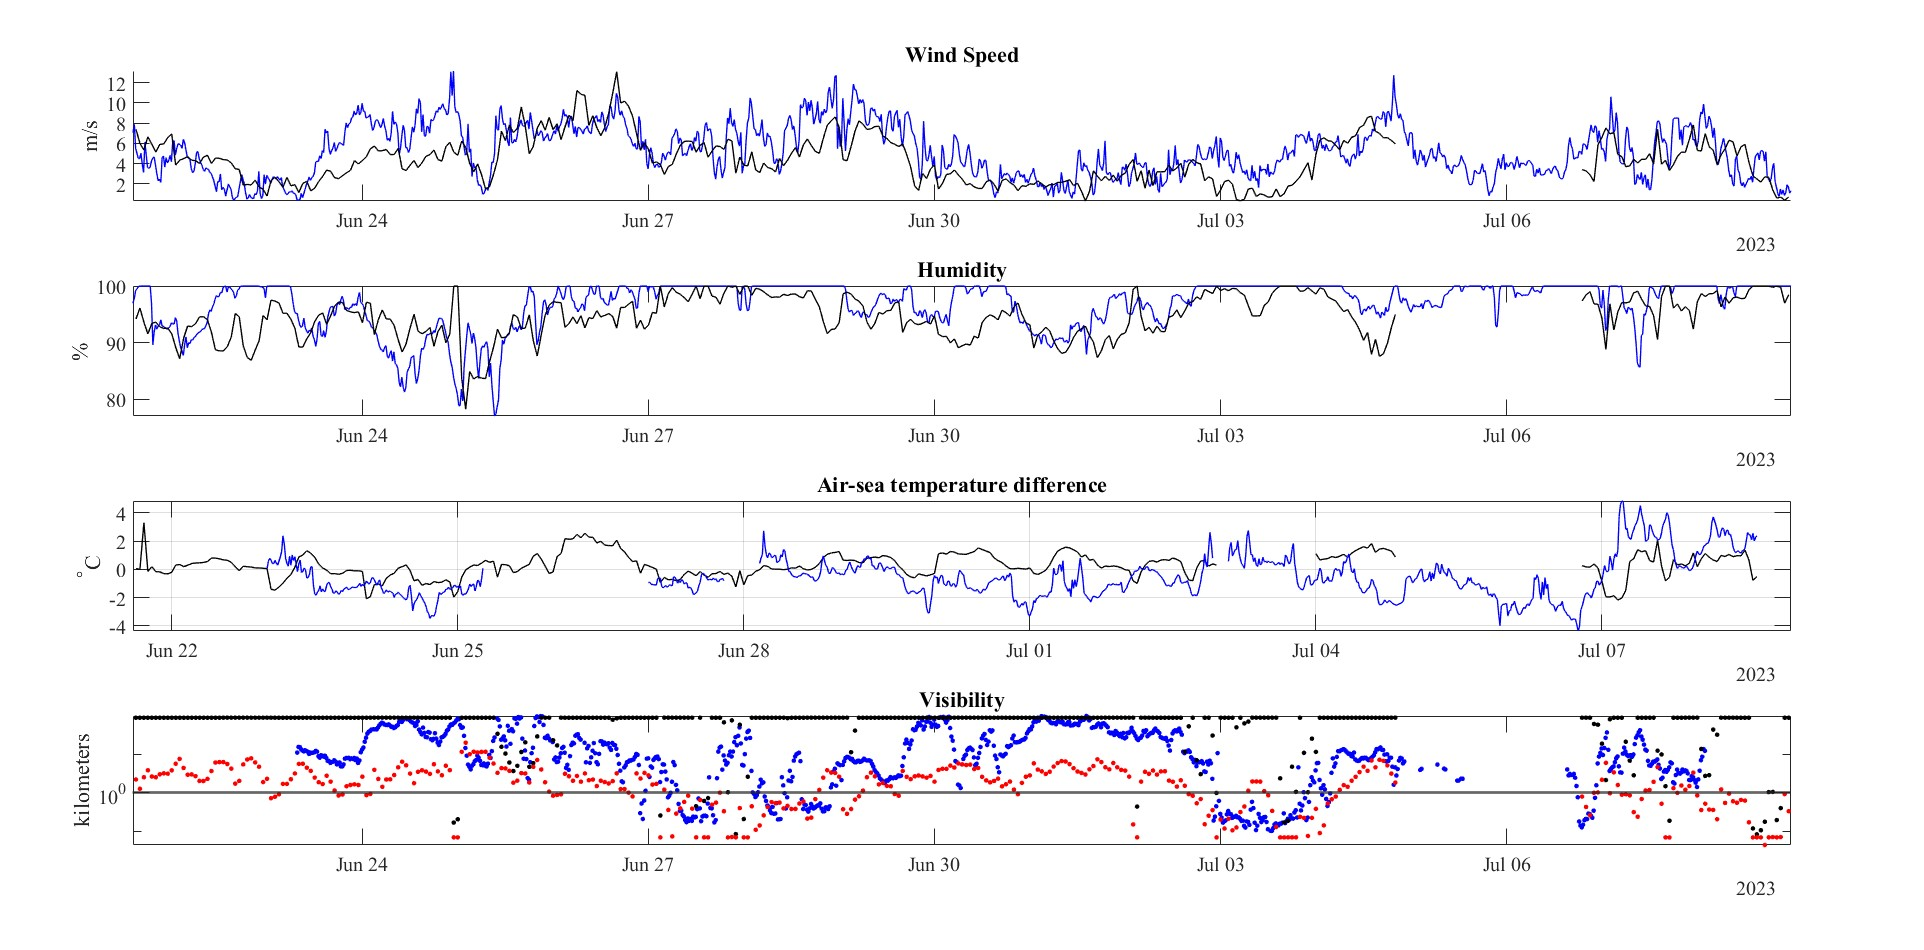 Wind Speed
12
10
8
6
4
2
m/s
Jun 24 Jun 27 Jun 30 Jul 03 Jul 06
2023
Humidity
100
90
80
%
Jun 24 Jun 27 Jun 30 Jul 03 Jul 06
2023
Air-sea temperature difference
4
2
0
-2
-4
°C
Jun 22 Jun 25 Jun 28 Jul 01 Jul 04 Jul 07
2023
Visibility
10⁰
kilometers
Jun 24 Jun 27 Jun 30 Jul 03 Jul 06
2023